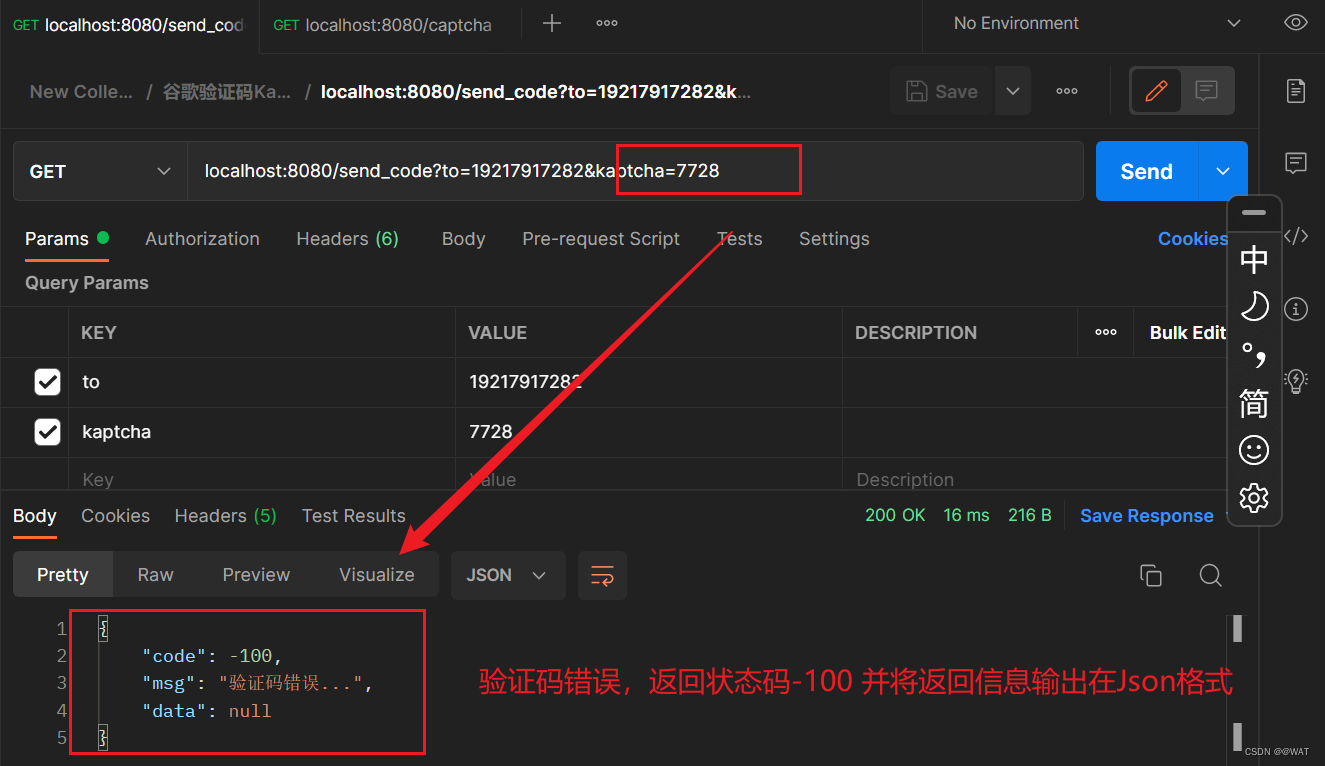 GET localhost:8080/send_cod
GET localhost:8080/captcha
No Environment
New Colle... / 谷歌验证码Ka... / localhost:8080/send_code?to=19217917282&k...
Save
GET
localhost:8080/send_code?to=19217917282&kaptcha=7728
Send
Params
Authorization
Headers (6)
Body
Pre-request Script
Tests
Settings
Cookies
</>
中
简
Query Params
KEY
VALUE
DESCRIPTION
Bulk Edit
to
19217917282
kaptcha
7728
Key
Value
Description
Body
Cookies
Headers (5)
Test Results
200 OK
16 ms
216 B
Save Response
Pretty
Raw
Preview
Visualize
JSON
1 {
2 "code": -100,
3 "msg": "验证码错误...",
4 "data": null
5 }
验证码错误，返回状态码-100 并将返回信息输出在Json格式
CSDN @@WAT